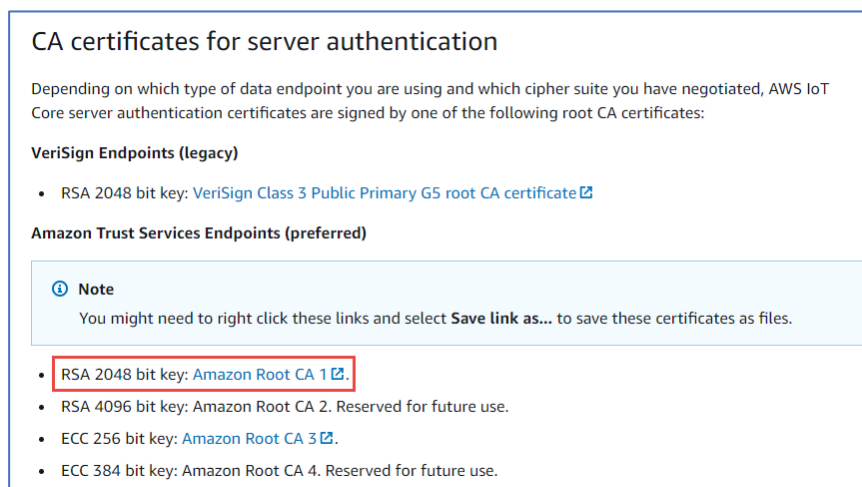 CA certificates for server authentication
Depending on which type of data endpoint you are using and which cipher suite you have negotiated, AWS IoT
Core server authentication certificates are signed by one of the following root CA certificates:
VeriSign Endpoints (legacy)
• RSA 2048 bit key: VeriSign Class 3 Public Primary G5 root CA certificate
Amazon Trust Services Endpoints (preferred)
Note
You might need to right click these links and select Save link as... to save these certificates as files.
• RSA 2048 bit key: Amazon Root CA 1.
• RSA 4096 bit key: Amazon Root CA 2. Reserved for future use.
• ECC 256 bit key: Amazon Root CA 3.
• ECC 384 bit key: Amazon Root CA 4. Reserved for future use.